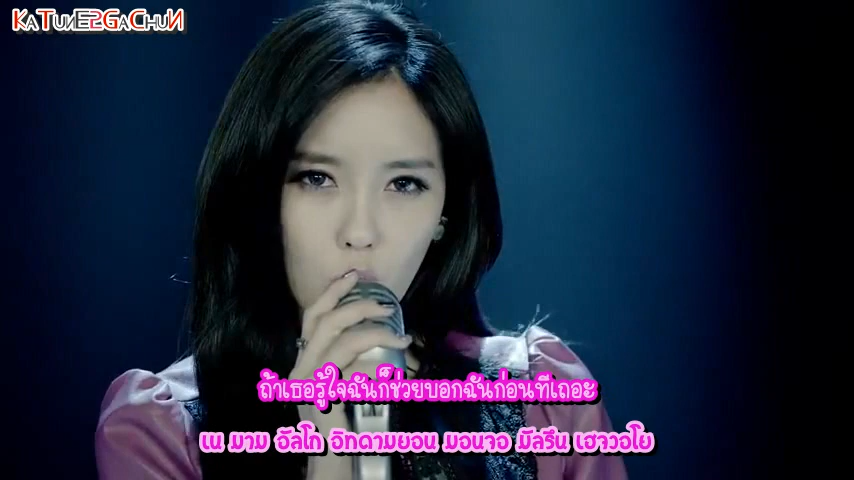 KaTunE2SGaChuN
ถ้าเธอรู้ใจฉันก็ช่วยบอกฉันก่อนทีเถอะ
เน มาม อัลโก อิทดามยอน มอนจอ มัลรึน เฮจวอโย